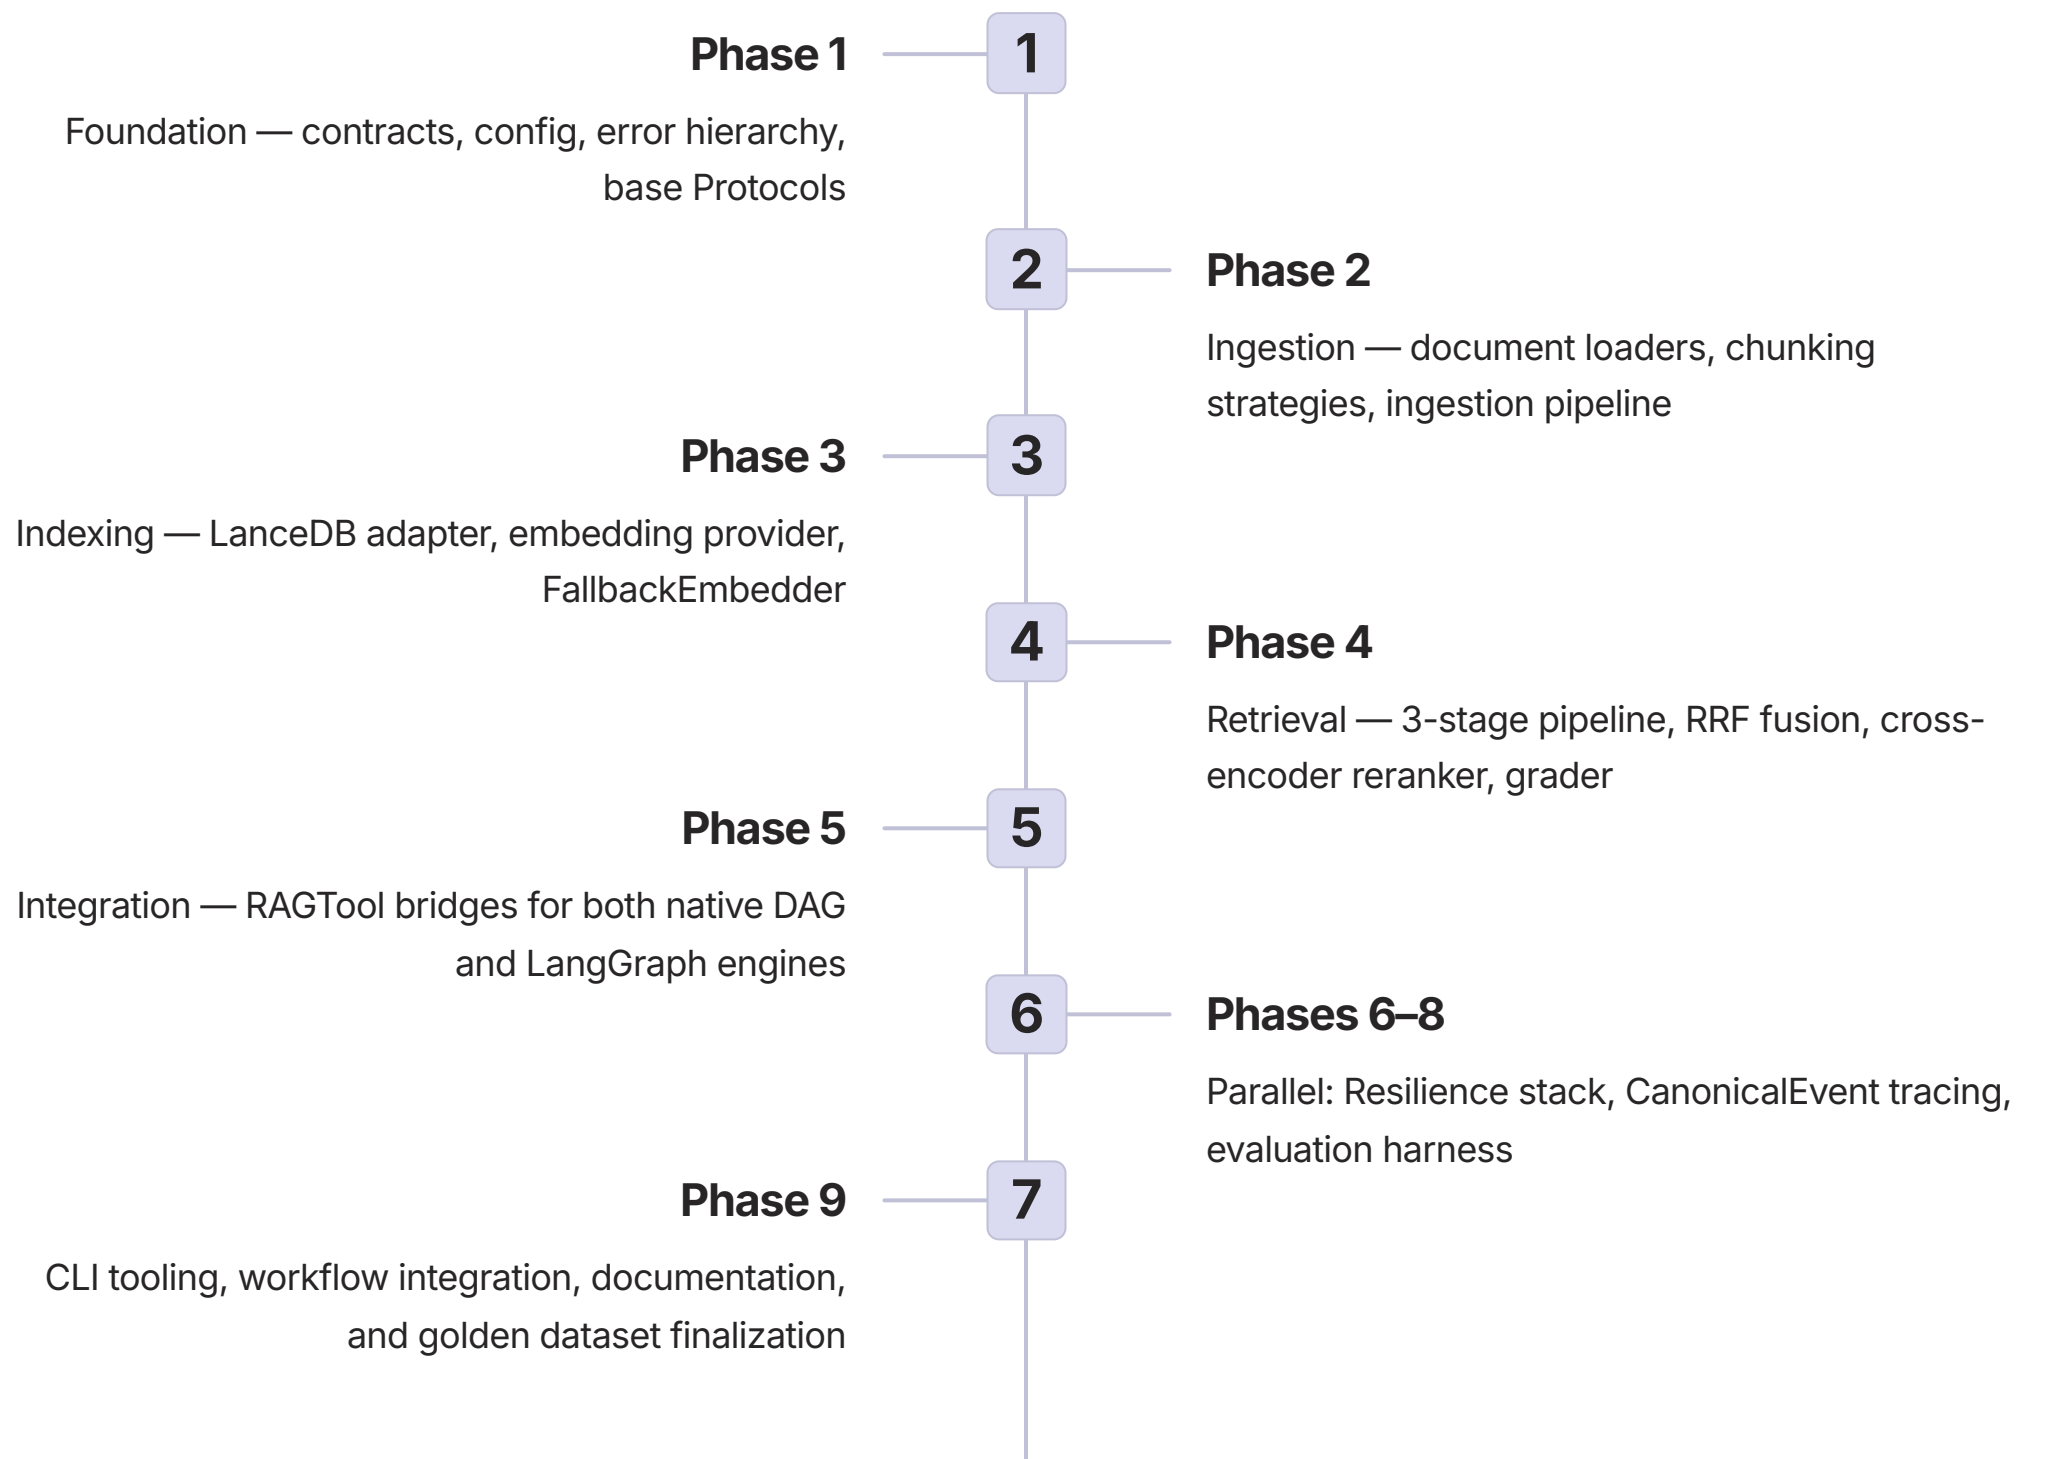 Phase 1
1
Foundation — contracts, config, error hierarchy,
base Protocols
2
Phase 2
Ingestion — document loaders, chunking
strategies, ingestion pipeline
Phase 3
3
Indexing — LanceDB adapter, embedding provider,
FallbackEmbedder
4
Phase 4
Retrieval — 3-stage pipeline, RRF fusion, cross-
encoder reranker, grader
Phase 5
5
Integration — RAGTool bridges for both native DAG
and LangGraph engines
6
Phases 6–8
Parallel: Resilience stack, CanonicalEvent tracing,
evaluation harness
Phase 9
7
CLI tooling, workflow integration, documentation,
and golden dataset finalization